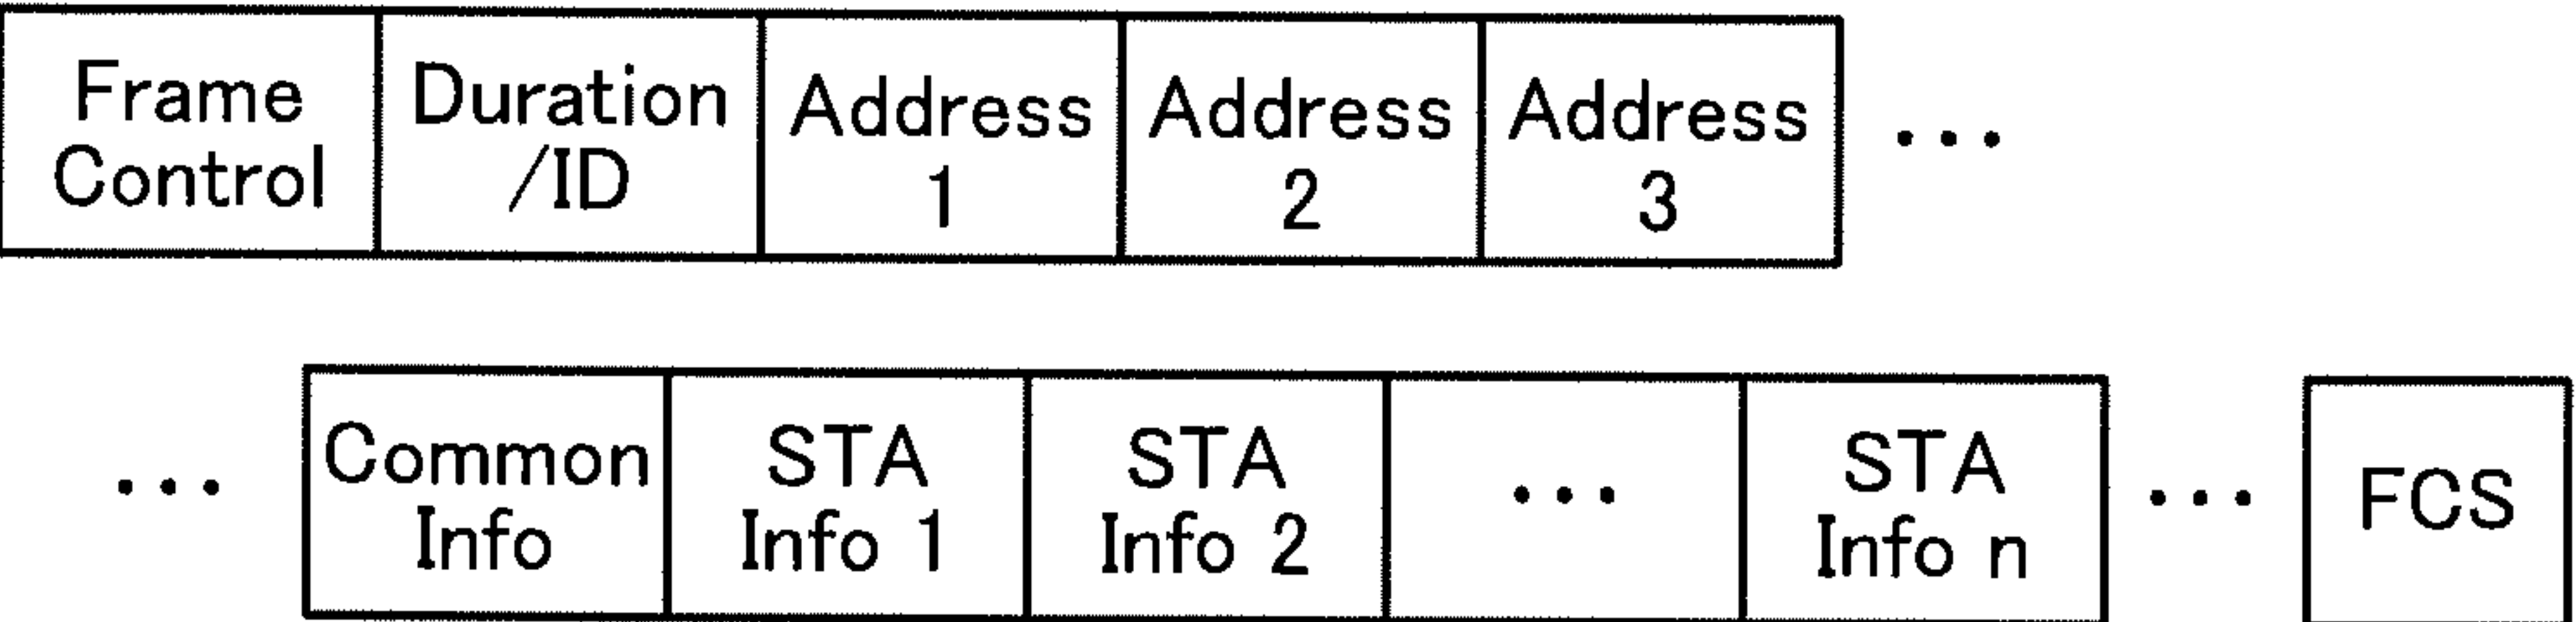 Frame Control
Duration /ID
Address 1
Address 2
Address 3
...
...
Common Info
STA Info 1
STA Info 2
...
STA Info n
...
FCS